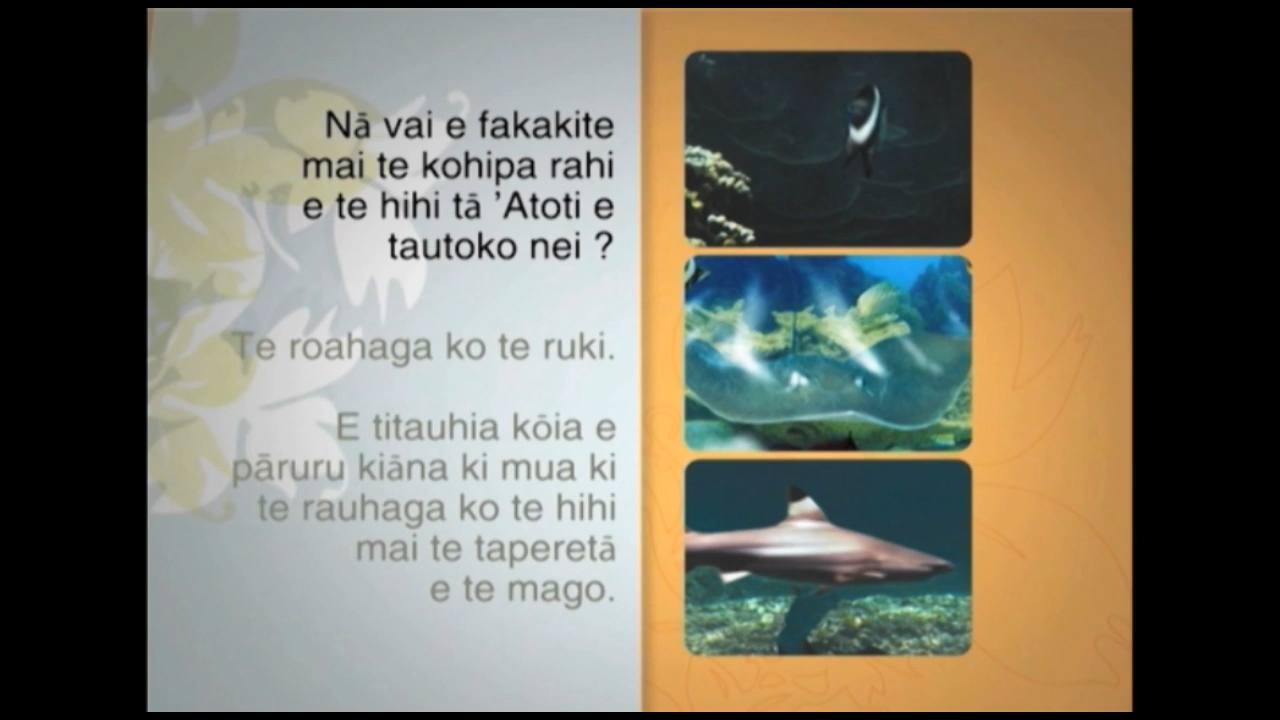 Nā vai e fakakite
mai te kohipa rahi
e te hihi tā ’Atoti e
tautoko nei ?
Te roahaga ko te ruki.
E titauhia kōia e
pāruru kiāna ki mua ki
te rauhaga ko te hihi
mai te taperetā
e te mago.